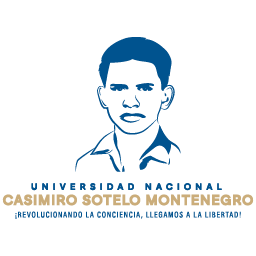 UNIVERSIDAD NACIONAL
CASIMIRO SOTELO MONTENEGRO
¡REVOLUCIONANDO LA CONCIENCIA, LLEGAMOS A LA LIBERTAD!